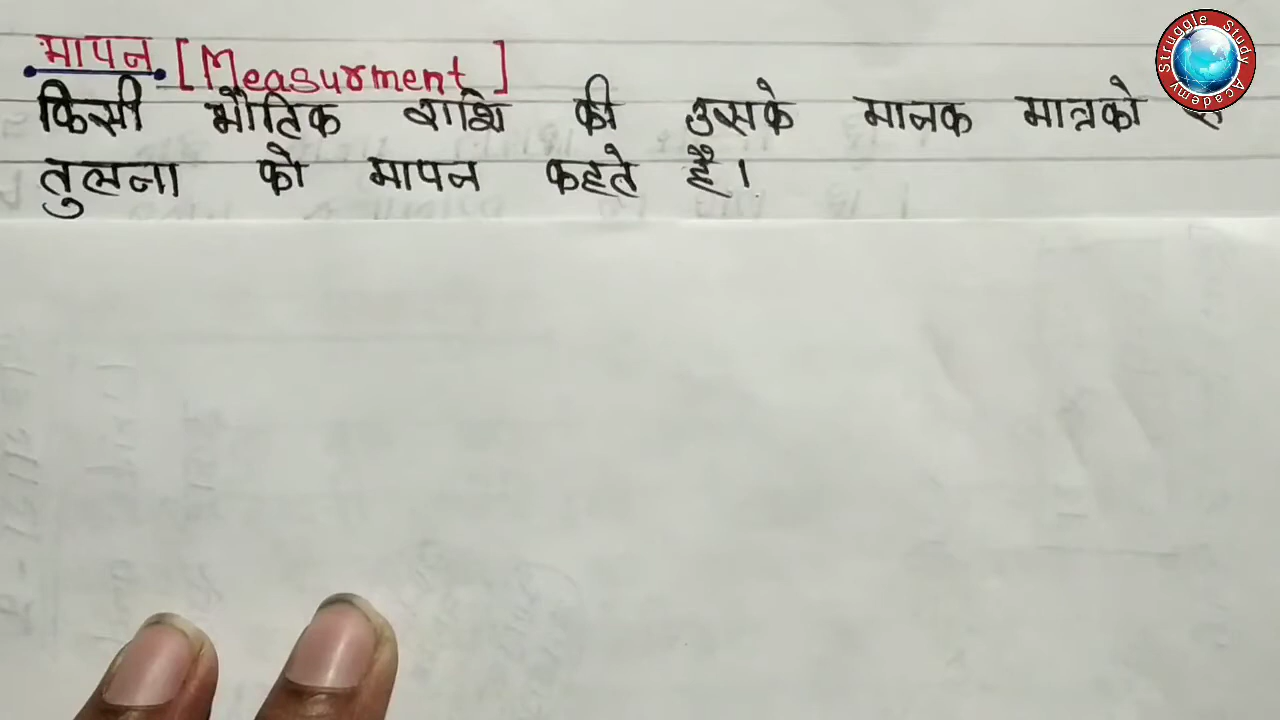 मापन [Measurment]
किसी भौतिक राशि की उसके मानक मात्रको
तुलना को मापन कहते है।
Struggle Study Academy